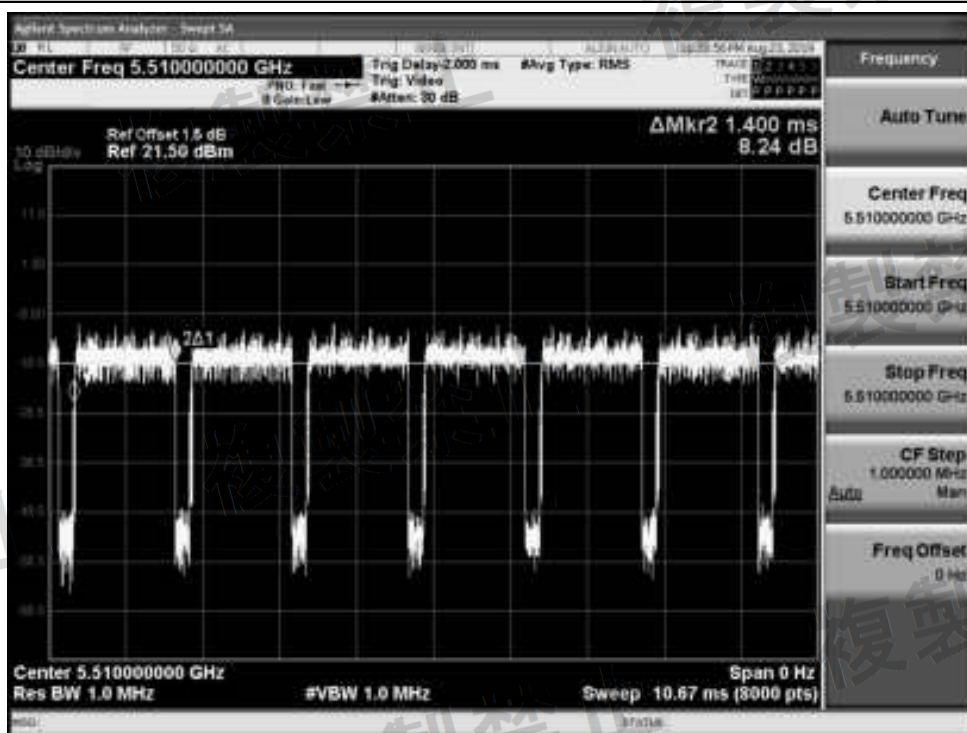 Agilent Spectrum Analyzer - Swept SA
Center Freq 5.510000000 GHz
PNO: Fast
IFGain:Low
Trig Delay-2.000 ms
Trig: Video
#Atten: 30 dB
#Avg Type: RMS
TRACE
TYPE
DET
Ref Offset 1.5 dB
Ref 21.50 dBm
10 dB/div
Log
ΔMkr2 1.400 ms
8.24 dB
2Δ1
Center 5.510000000 GHz
Res BW 1.0 MHz
#VBW 1.0 MHz
Span 0 Hz
Sweep 10.67 ms (8000 pts)
MSG
STATUS
Frequency
Auto Tune
Center Freq
5.510000000 GHz
Start Freq
5.510000000 GHz
Stop Freq
5.510000000 GHz
CF Step
1.000000 MHz
Auto Man
Freq Offset
0 Hz